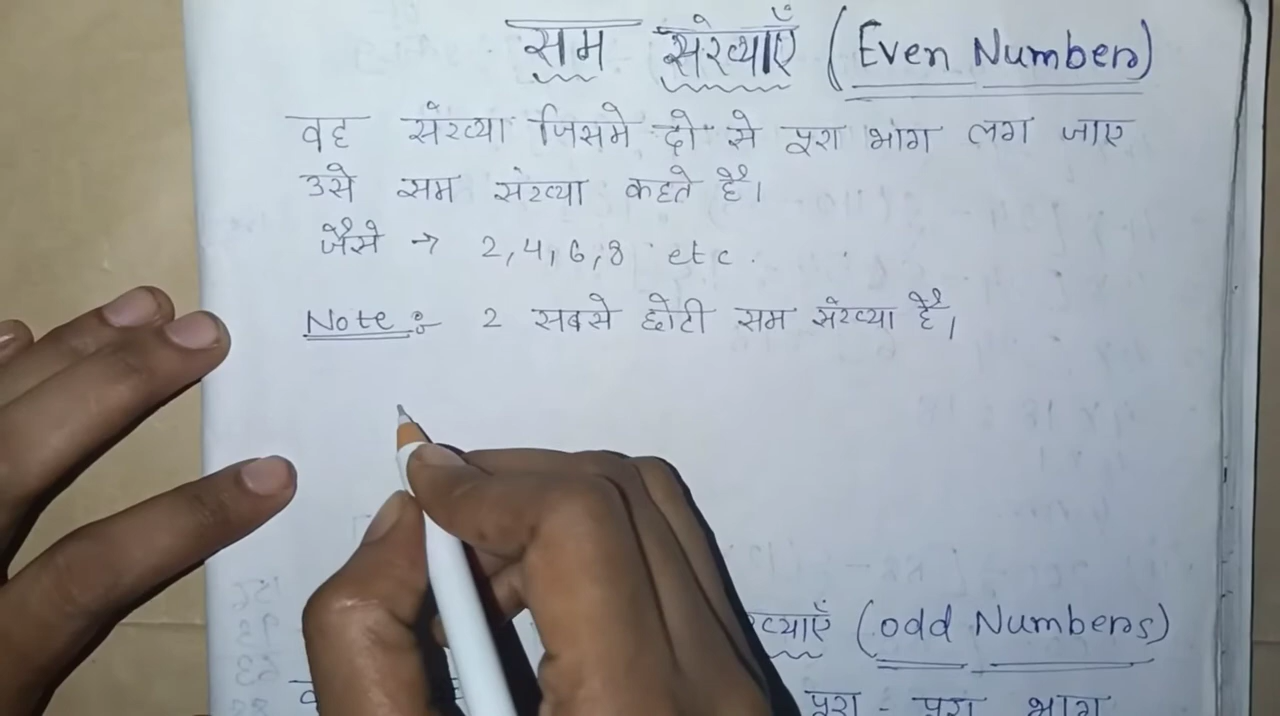 सम संख्याएँ (Even Number)
वह संख्या जिसमे दो से पूरा भाग लग जाए
उसे सम संख्या कहते है।
जैसे → 2, 4, 6, 8 etc.
Note :- 2 सबसे छोटी सम संख्या है।
(odd Numbers)
पूरा - पूरा भाग